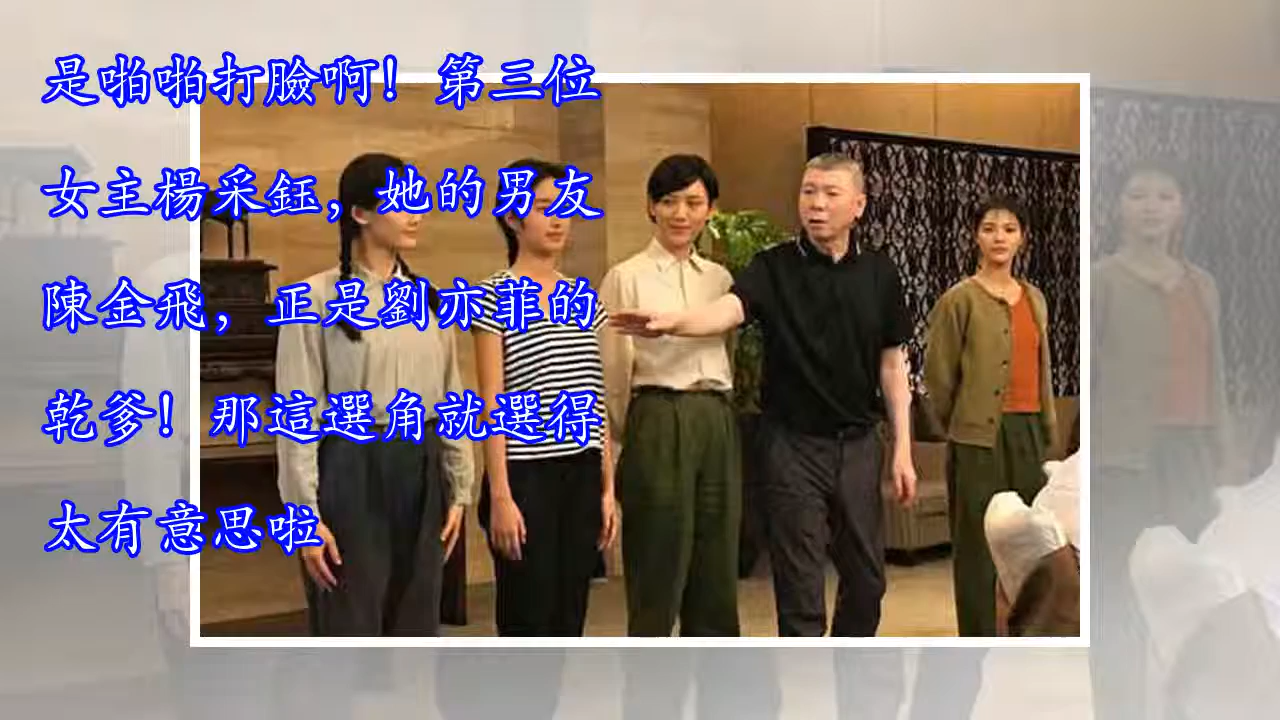 是啪啪打臉啊！第三位
女主楊采鈺，她的男友
陳金飛，正是劉亦菲的
乾爹！那這選角就選得
太有意思啦